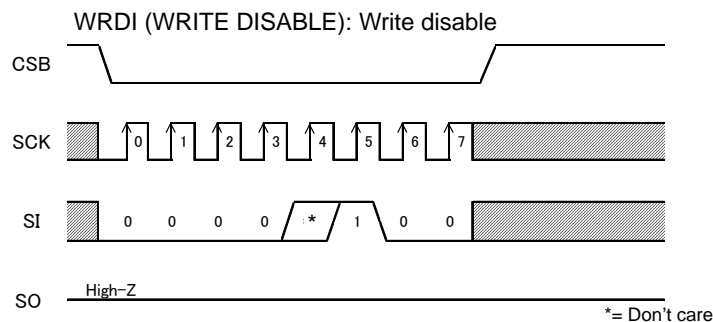 WRDI (WRITE DISABLE): Write disable
CSB
SCK 0 1 2 3 4 5 6 7
SI 0 0 0 0 * 1 0 0
SO High-Z
*= Don't care